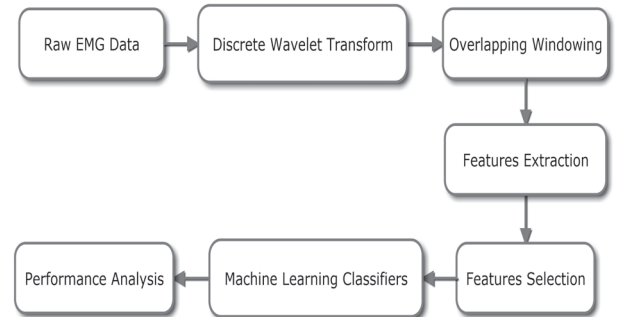 Raw EMG Data
Discrete Wavelet Transform
Overlapping Windowing
Features Extraction
Features Selection
Machine Learning Classifiers
Performance Analysis